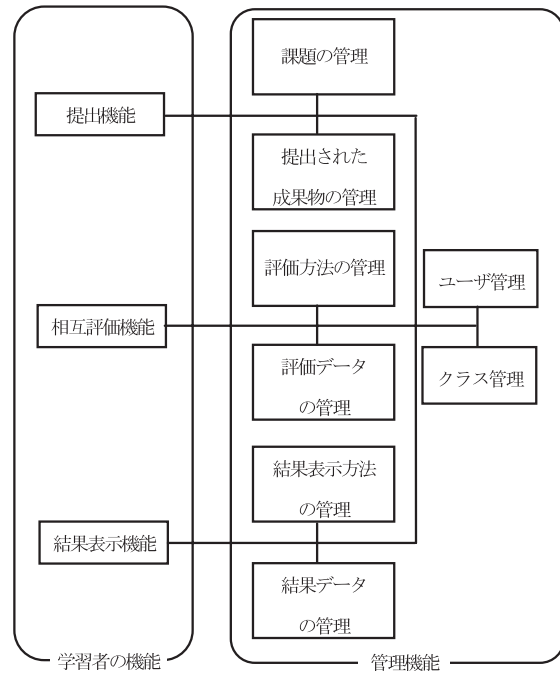 提出機能
相互評価機能
結果表示機能
学習者の機能
課題の管理
提出された
成果物の管理
評価方法の管理
評価データ
の管理
結果表示方法
の管理
結果データ
の管理
ユーザ管理
クラス管理
管理機能